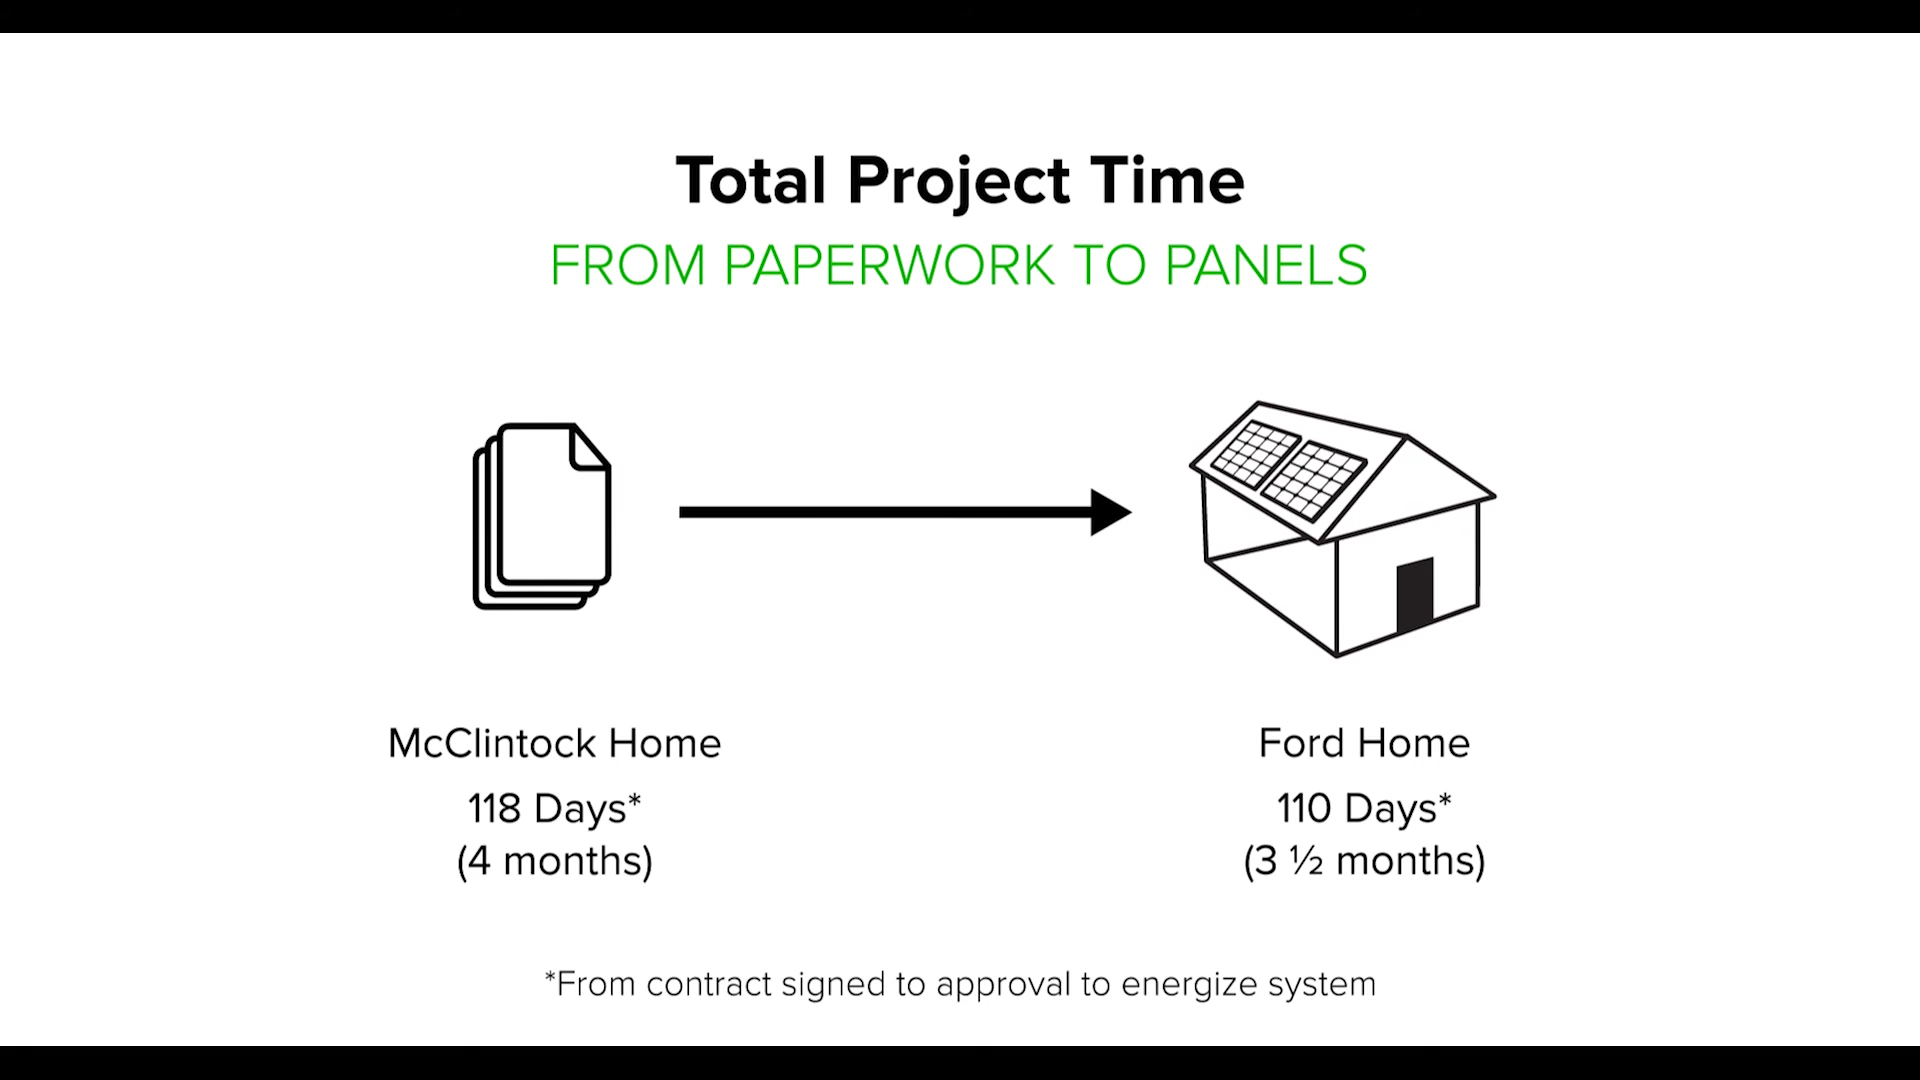 Total Project Time
FROM PAPERWORK TO PANELS
McClintock Home
118 Days*
(4 months)
Ford Home
110 Days*
(3 ½ months)
*From contract signed to approval to energize system